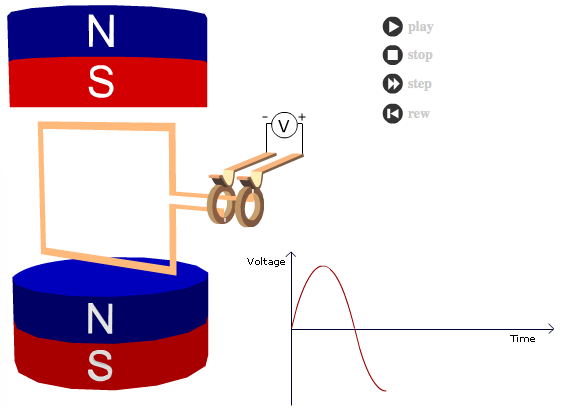 N
S
play
stop
step
rew
- V +
Voltage
Time
N
S